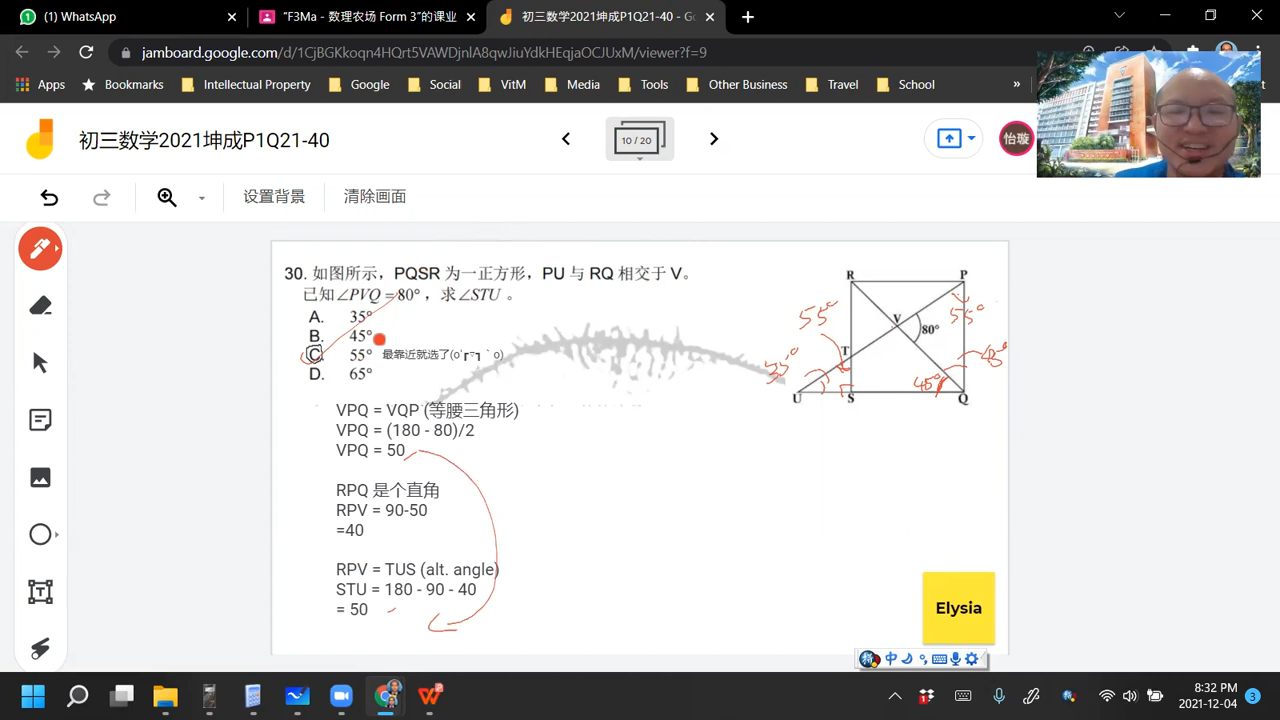 (1) WhatsApp
"F3Ma - 数理农场 Form 3"的课业
初三数学2021坤成P1Q21-40 - Go
jamboard.google.com/d/1CjBGKkogn4HQrt5VAWDjnlA8qwJiuYdkHEqjaOCJUxM/viewer?f=9
Apps
Bookmarks
Intellectual Property
Google
Social
VitM
Media
Tools
Other Business
Travel
School
»
初三数学2021坤成P1Q21-40
10 / 20
怡璇
设置背景
清除画面
30. 如图所示，PQSR 为一正方形，PU 与 RQ 相交于 V。
已知∠PVQ = 80°，求∠STU 。
A. 35°
B. 45°
C. 55° 最靠近就选了
D. 65°
VPQ = VQP (等腰三角形)
VPQ = (180 - 80)/2
VPQ = 50
RPQ 是个直角
RPV = 90-50
=40
RPV = TUS (alt. angle)
STU = 180 - 90 - 40
= 50
R
P
55°
55°
V
80°
T
35°
45°
45°
U
S
Q
Elysia
中
8:32 PM
2021-12-04
3